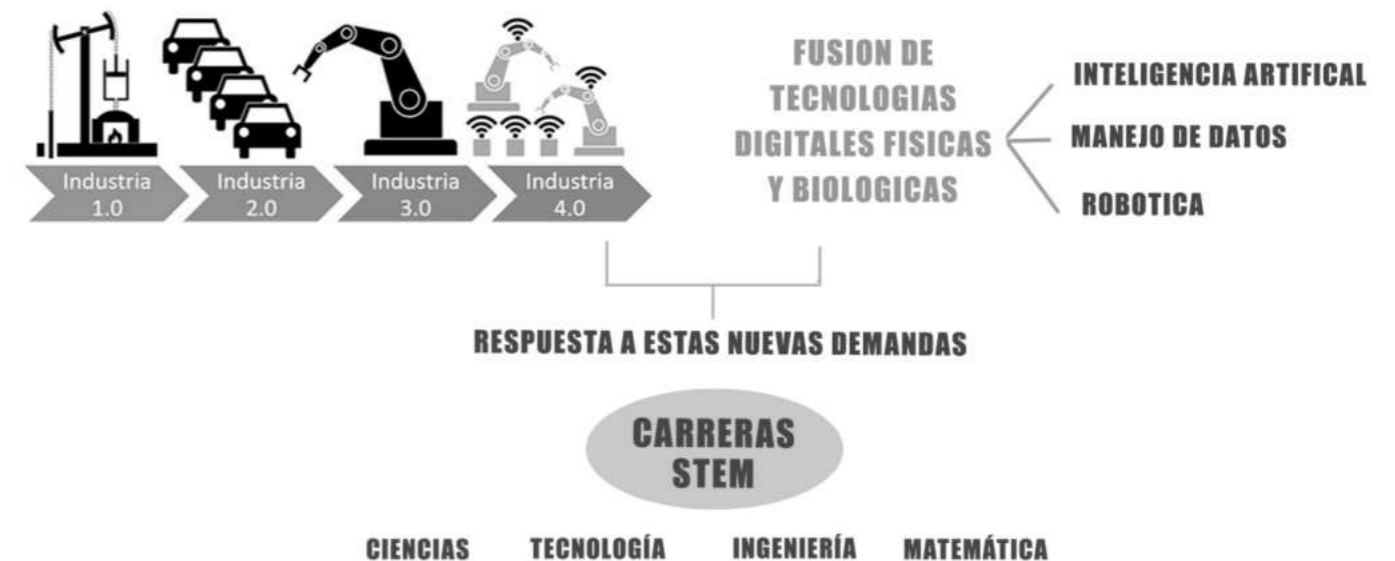 Industria
1.0
Industria
2.0
Industria
3.0
Industria
4.0
FUSION DE
TECNOLOGIAS
DIGITALES FISICAS
Y BIOLOGICAS
INTELIGENCIA ARTIFICAL
MANEJO DE DATOS
ROBOTICA
RESPUESTA A ESTAS NUEVAS DEMANDAS
CARRERAS
STEM
CIENCIAS TECNOLOGÍA INGENIERÍA MATEMÁTICA